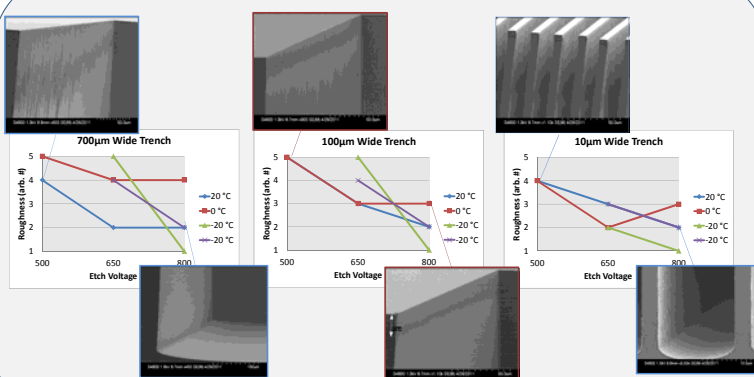 700µm Wide Trench
Roughness (arb. #)
5
4
3
2
1
500
650
800
Etch Voltage
20 °C
0 °C
-20 °C
-20 °C
100µm Wide Trench
Roughness (arb. #)
5
4
3
2
1
500
650
800
Etch Voltage
20 °C
0 °C
-20 °C
-20 °C
10µm Wide Trench
Roughness (arb. #)
5
4
3
2
1
500
650
800
Etch Voltage
20 °C
0 °C
-20 °C
-20 °C